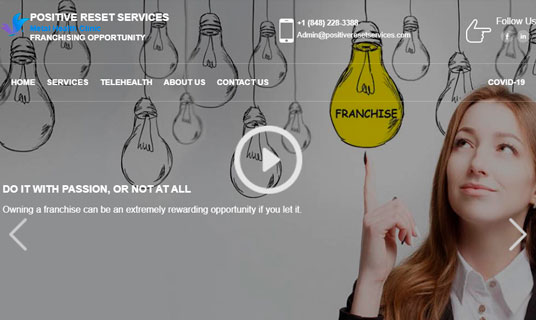 POSITIVE RESET SERVICES
FRANCHISING OPPORTUNITY
+1 (848) 229-3388
Admin@positiveresetservices.com
Follow Us
f in
HOME SERVICES TELEHEALTH ABOUT US CONTACT US COVID-19
FRANCHISE
DO IT WITH PASSION, OR NOT AT ALL
Owning a franchise can be an extremely rewarding opportunity if you let it.